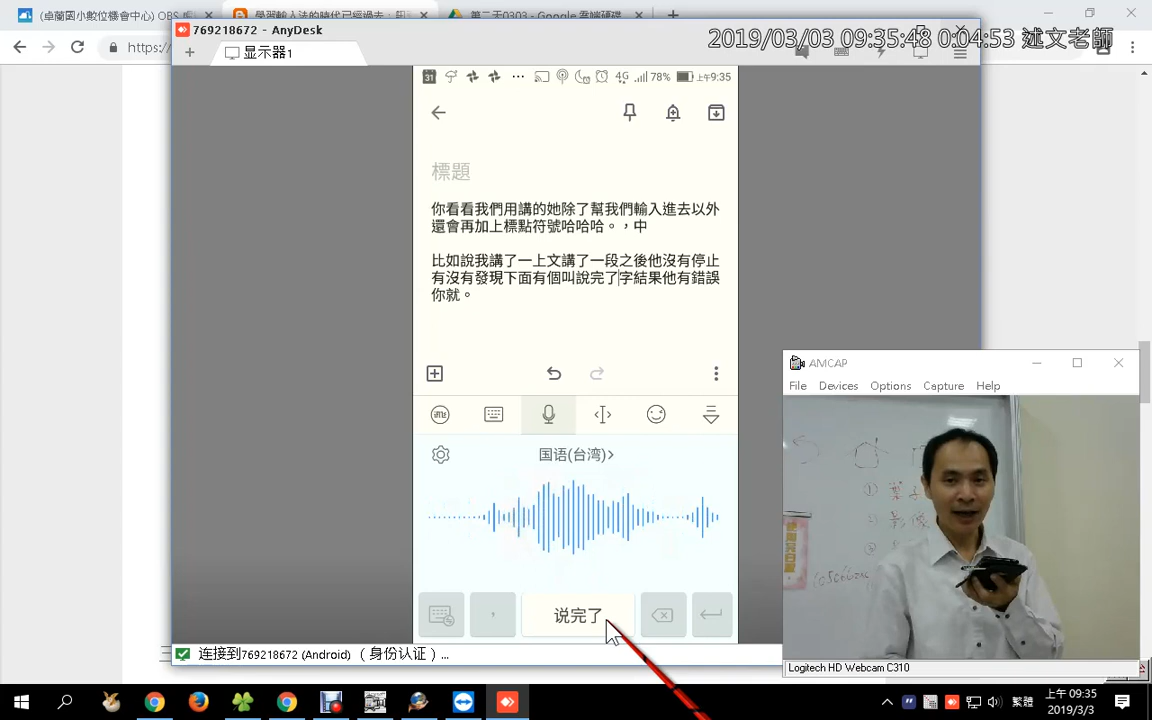 (卓蘭國小數位機會中心) OBS
學習輸入法的時代已經過去
第二天0303 - Google 雲端硬碟
769218672 - AnyDesk
https:/
显示器1
2019/03/03 09:35:48 0:04:53 述文老師
31
4G
78%
上午9:35
標題
你看看我們用講的她除了幫我們輸入進去以外
還會再加上標點符號哈哈哈。，中
比如說我講了一上文講了一段之後他沒有停止
有沒有發現下面有個叫說完了字結果他有錯誤
你就。
国语(台湾)>
，
说完了
AMCAP
File Devices Options Capture Help
Logitech HD Webcam C310
连接到769218672 (Android) （身份认证）...
繁體
上午 09:35
2019/3/3